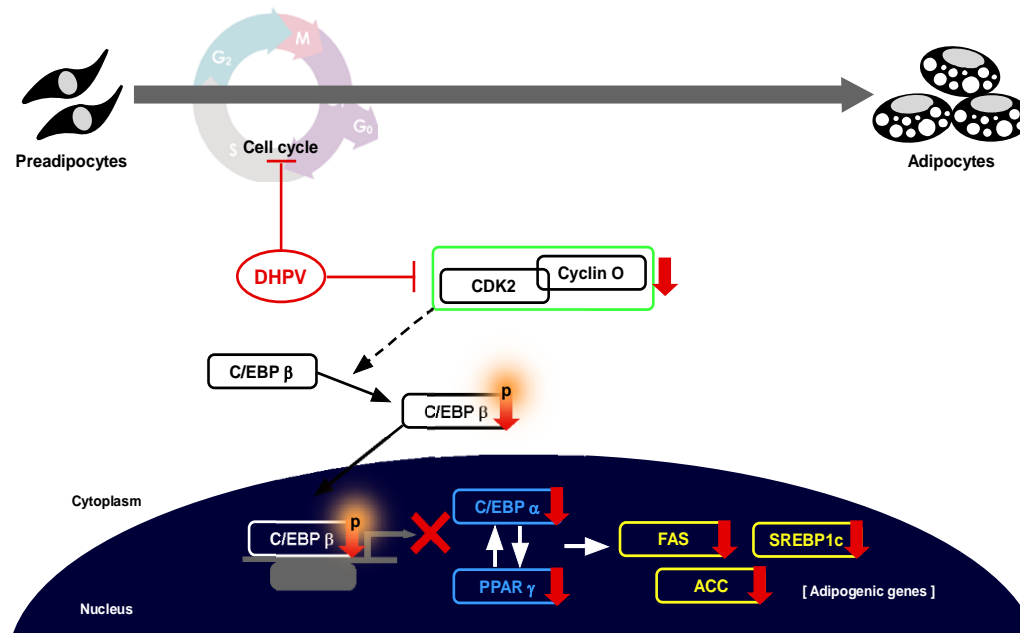 G2
M
G1
S
G0
Cell cycle
Preadipocytes
Adipocytes
DHPV
CDK2
Cyclin O
C/EBP β
p
C/EBP β
Cytoplasm
p
C/EBP β
C/EBP α
PPAR γ
FAS
SREBP1c
ACC
[ Adipogenic genes ]
Nucleus